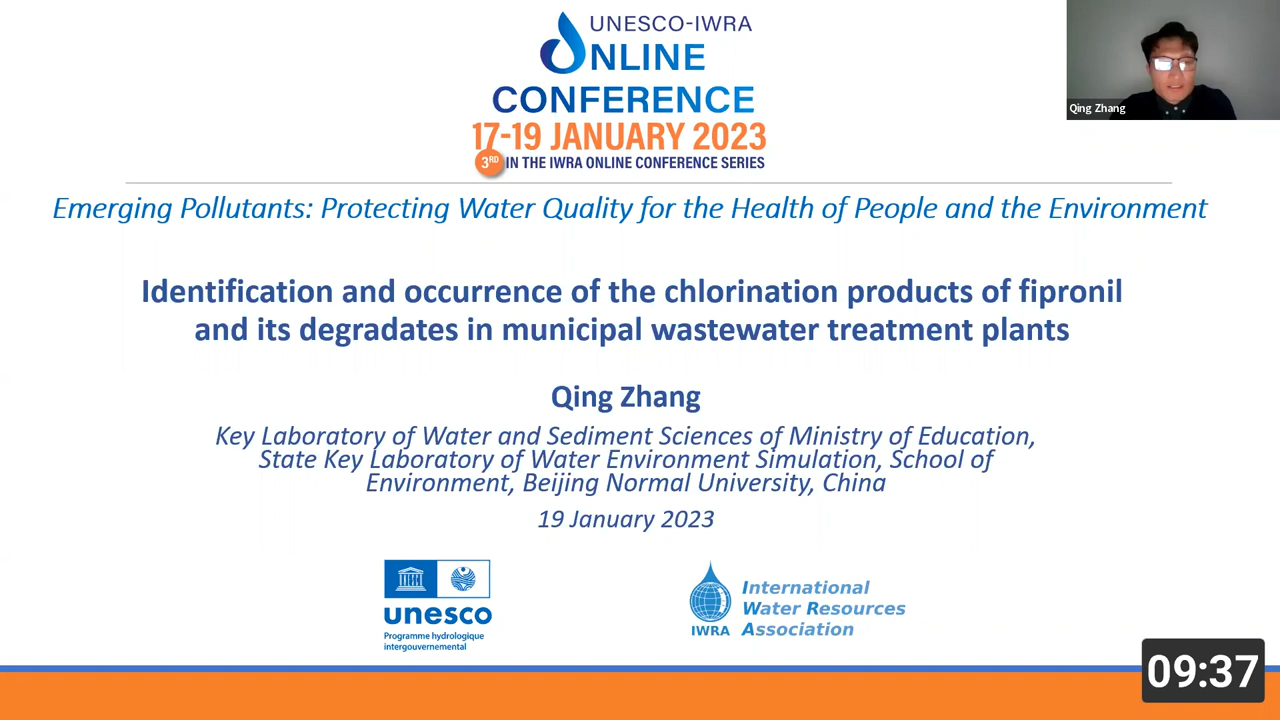 UNESCO-IWRA
ONLINE
CONFERENCE
17-19 JANUARY 2023
3RD IN THE IWRA ONLINE CONFERENCE SERIES
Qing Zhang
Emerging Pollutants: Protecting Water Quality for the Health of People and the Environment
Identification and occurrence of the chlorination products of fipronil
and its degradates in municipal wastewater treatment plants
Qing Zhang
Key Laboratory of Water and Sediment Sciences of Ministry of Education,
State Key Laboratory of Water Environment Simulation, School of
Environment, Beijing Normal University, China
19 January 2023
unesco
Programme hydrologique
intergouvernemental
IWRA
International
Water Resources
Association
09:37